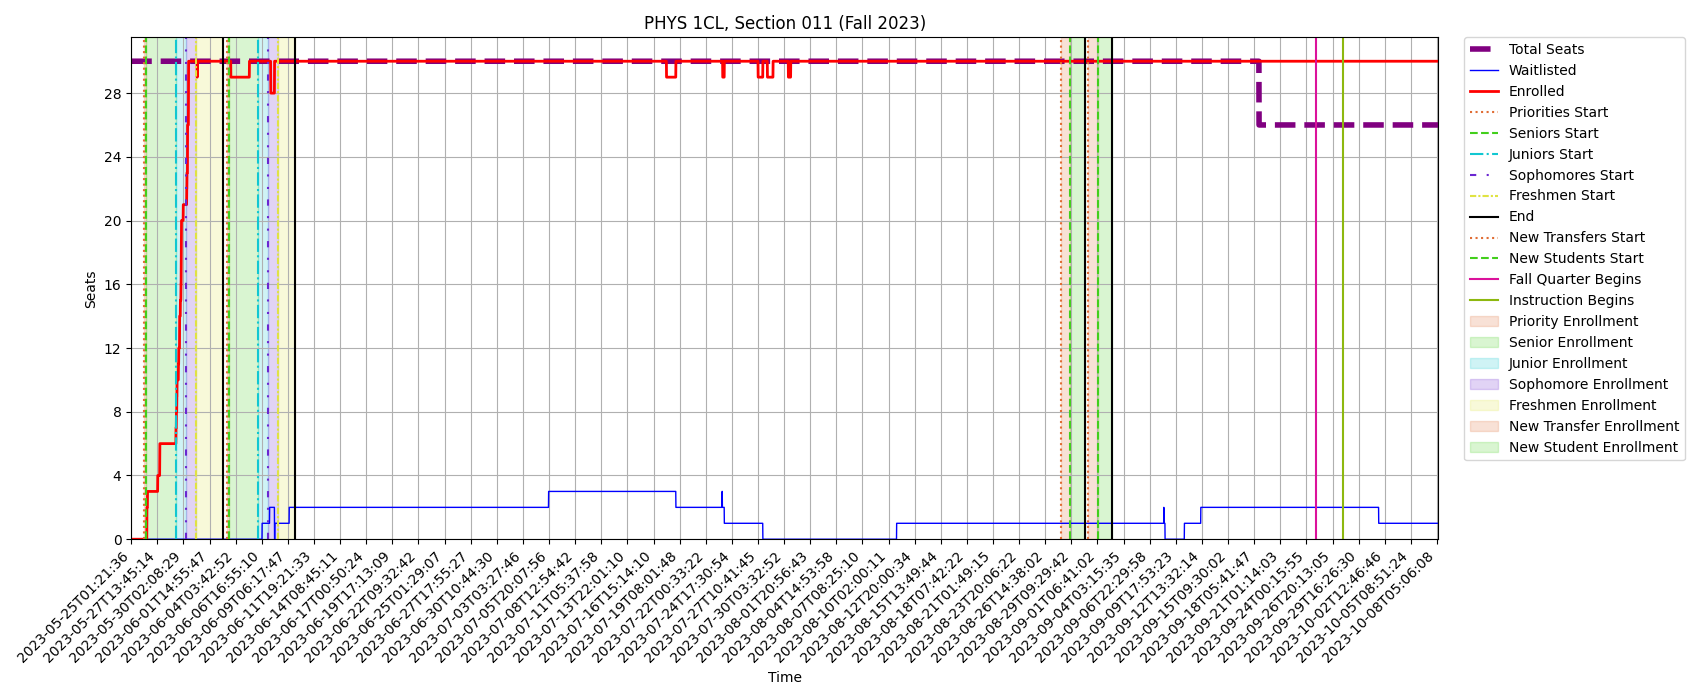 PHYS 1CL, Section 011 (Fall 2023)
Seats
28
24
20
16
12
8
4
0
2023-05-25T01:21:36
2023-05-27T13:45:14
2023-05-30T02:08:29
2023-06-01T14:55:47
2023-06-04T03:42:52
2023-06-06T16:55:10
2023-06-09T06:17:47
2023-06-11T19:21:33
2023-06-14T08:45:11
2023-06-17T00:50:24
2023-06-19T17:13:09
2023-06-22T09:32:42
2023-06-25T01:29:07
2023-06-27T17:55:27
2023-06-30T10:44:30
2023-07-03T03:27:46
2023-07-05T20:07:56
2023-07-08T12:54:42
2023-07-11T05:37:58
2023-07-13T22:01:10
2023-07-16T15:14:10
2023-07-19T08:01:48
2023-07-22T00:33:22
2023-07-24T17:30:54
2023-07-27T10:41:45
2023-07-30T03:32:52
2023-08-01T20:56:43
2023-08-04T14:53:58
2023-08-07T08:25:10
2023-08-10T02:00:11
2023-08-12T20:00:34
2023-08-15T13:49:44
2023-08-18T07:42:22
2023-08-21T01:49:15
2023-08-23T20:06:22
2023-08-26T14:38:02
2023-08-29T09:29:42
2023-09-01T06:41:02
2023-09-04T03:15:35
2023-09-06T22:29:58
2023-09-09T17:53:23
2023-09-12T13:32:14
2023-09-15T09:30:02
2023-09-18T05:41:47
2023-09-21T01:14:03
2023-09-24T00:15:55
2023-09-26T20:13:05
2023-09-29T16:26:30
2023-10-02T12:46:46
2023-10-05T08:51:24
2023-10-08T05:06:08
Time
Total Seats
Waitlisted
Enrolled
Priorities Start
Seniors Start
Juniors Start
Sophomores Start
Freshmen Start
End
New Transfers Start
New Students Start
Fall Quarter Begins
Instruction Begins
Priority Enrollment
Senior Enrollment
Junior Enrollment
Sophomore Enrollment
Freshmen Enrollment
New Transfer Enrollment
New Student Enrollment